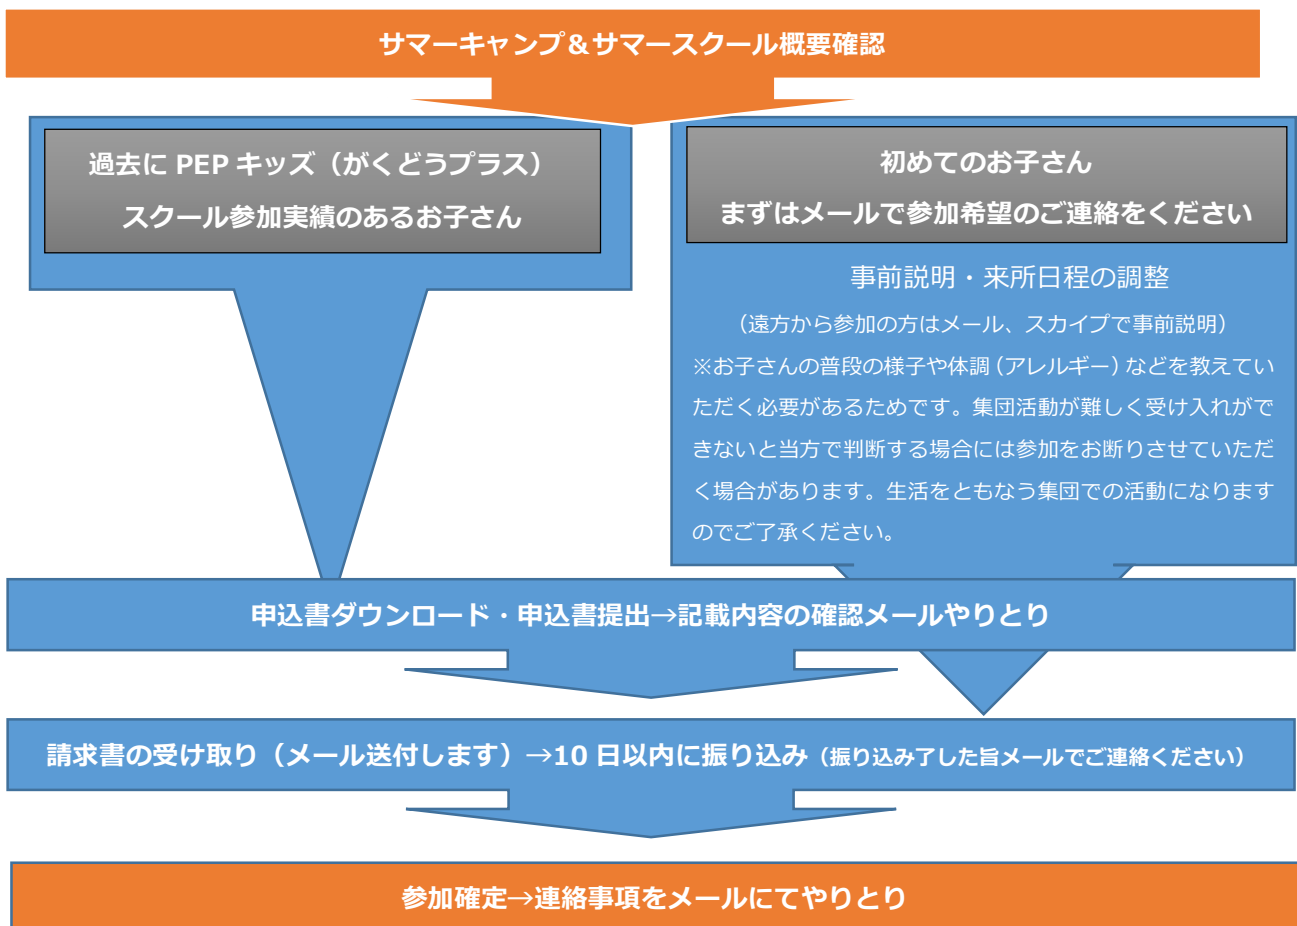 サマーキャンプ＆サマースクール概要確認
過去に PEP キッズ（がくどうプラス）
スクール参加実績のあるお子さん
初めてのお子さん
まずはメールで参加希望のご連絡をください
事前説明・来所日程の調整
（遠方から参加の方はメール、スカイプで事前説明）
※お子さんの普段の様子や体調（アレルギー）などを教えてい
ただく必要があるためです。集団活動が難しく受け入れがで
きないと当方で判断する場合には参加をお断りさせていただ
く場合があります。生活をともなう集団での活動になります
のでご了承ください。
申込書ダウンロード・申込書提出→記載内容の確認メールやりとり
請求書の受け取り（メール送付します）→10 日以内に振り込み（振り込み了した旨メールでご連絡ください）
参加確定→連絡事項をメールにてやりとり